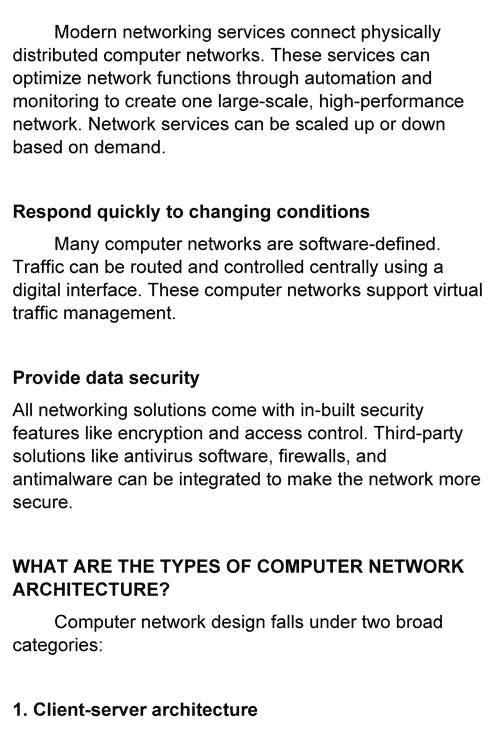 Modern networking services connect physically
distributed computer networks. These services can
optimize network functions through automation and
monitoring to create one large-scale, high-performance
network. Network services can be scaled up or down
based on demand.
Respond quickly to changing conditions
Many computer networks are software-defined.
Traffic can be routed and controlled centrally using a
digital interface. These computer networks support virtual
traffic management.
Provide data security
All networking solutions come with in-built security
features like encryption and access control. Third-party
solutions like antivirus software, firewalls, and
antimalware can be integrated to make the network more
secure.
WHAT ARE THE TYPES OF COMPUTER NETWORK
ARCHITECTURE?
Computer network design falls under two broad
categories:
1. Client-server architecture